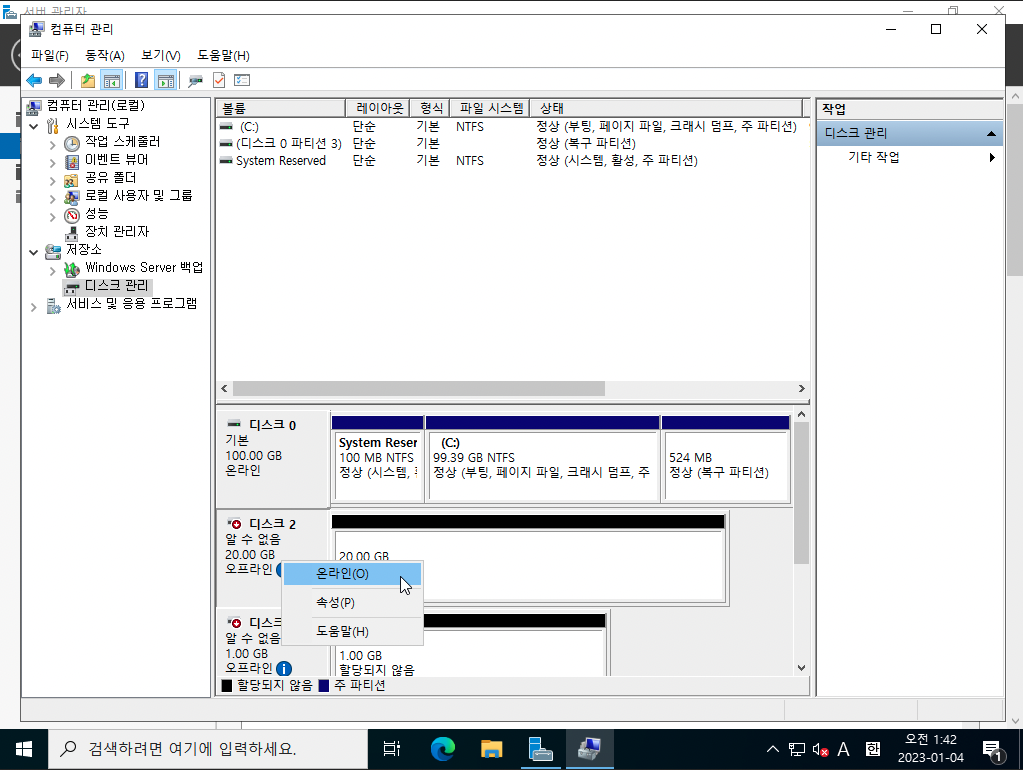 서버 관리자
컴퓨터 관리
파일(F) 동작(A) 보기(V) 도움말(H)
컴퓨터 관리(로컬)
시스템 도구
작업 스케줄러
이벤트 뷰어
공유 폴더
로컬 사용자 및 그룹
성능
장치 관리자
저장소
Windows Server 백업
디스크 관리
서비스 및 응용 프로그램
볼륨 레이아웃 형식 파일 시스템 상태
(C:) 단순 기본 NTFS 정상 (부팅, 페이지 파일, 크래시 덤프, 주 파티션)
(디스크 0 파티션 3) 단순 기본 정상 (복구 파티션)
System Reserved 단순 기본 NTFS 정상 (시스템, 활성, 주 파티션)
작업
디스크 관리
기타 작업
디스크 0
기본
100.00 GB
온라인
System Reser
100 MB NTFS
정상 (시스템,
(C:)
99.39 GB NTFS
정상 (부팅, 페이지 파일, 크래시 덤프, 주
524 MB
정상 (복구 파티션)
디스크 2
알 수 없음
20.00 GB
오프라인
20.00 GB
온라인(O)
속성(P)
도움말(H)
디스크
알 수 없음
1.00 GB
오프라인
1.00 GB
할당되지 않음
할당되지 않음 주 파티션
검색하려면 여기에 입력하세요.
A 한
오전 1:42
2023-01-04
1